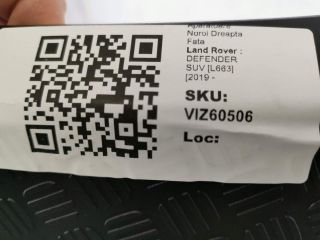 Aparatoare
Noroi Dreapta
Fata
Land Rover :
DEFENDER
SUV [L663]
[2019 -
SKU:
VIZ60506
Loc: